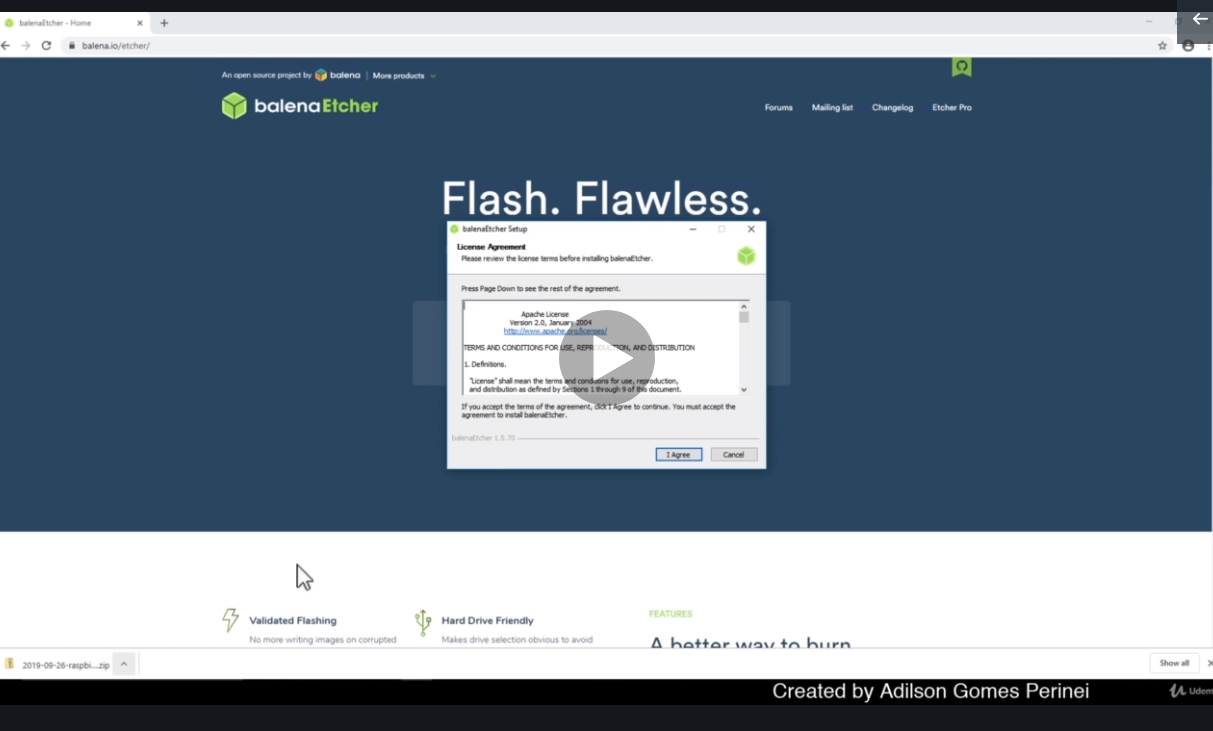 balenaEtcher - Home
balena.io/etcher/
An open source project by balena | More products
balenaEtcher
Forums Mailing list Changelog Etcher Pro
Flash. Flawless.
balenaEtcher Setup
License Agreement
Please review the license terms before installing balenaEtcher.
Press Page Down to see the rest of the agreement.
Apache License
Version 2.0, January 2004
http://www.apache.org/licenses/
TERMS AND CONDITIONS FOR USE, REPRODUCTION, AND DISTRIBUTION
1. Definitions.
"License" shall mean the terms and conditions for use, reproduction,
and distribution as defined by Sections 1 through 9 of this document.
If you accept the terms of the agreement, click I Agree to continue. You must accept the
agreement to install balenaEtcher.
balenaEtcher 1.5.70
I Agree Cancel
Validated Flashing
No more writing images on corrupted
Hard Drive Friendly
Makes drive selection obvious to avoid
FEATURES
A better way to burn
2019-09-26-raspbi....zip
Show all
Created by Adilson Gomes Perinei
Udem